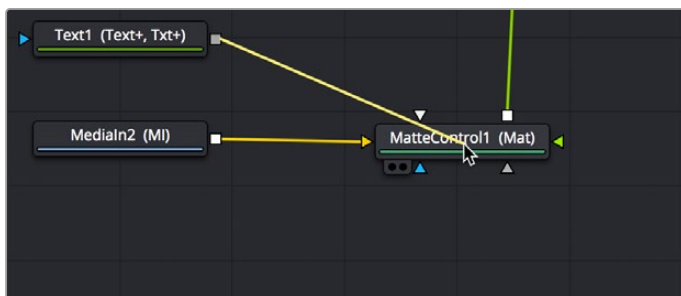 Text1 (Text+, Txt+)
MediaIn2 (MI)
MatteControl1 (Mat)